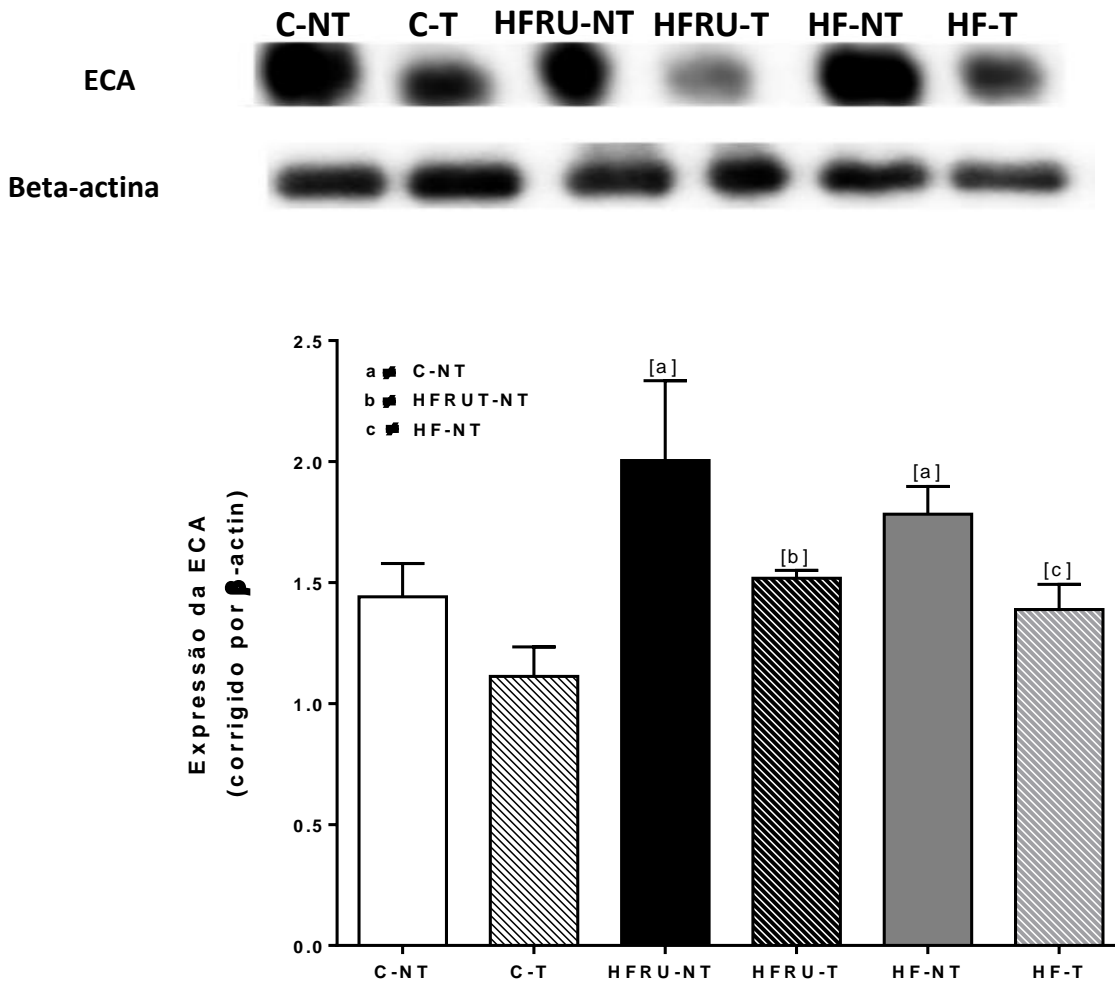 C-NT C-T HFRU-NT HFRU-T HF-NT HF-T
ECA
Beta-actina
2.5
2.0
1.5
1.0
0.5
0.0
Expressão da ECA
(corrigido por β-actin)
a ≠ C-NT
b ≠ HFRUT-NT
c ≠ HF-NT
[a]
[b]
[a]
[c]
C-NT C-T HFRU-NT HFRU-T HF-NT HF-T